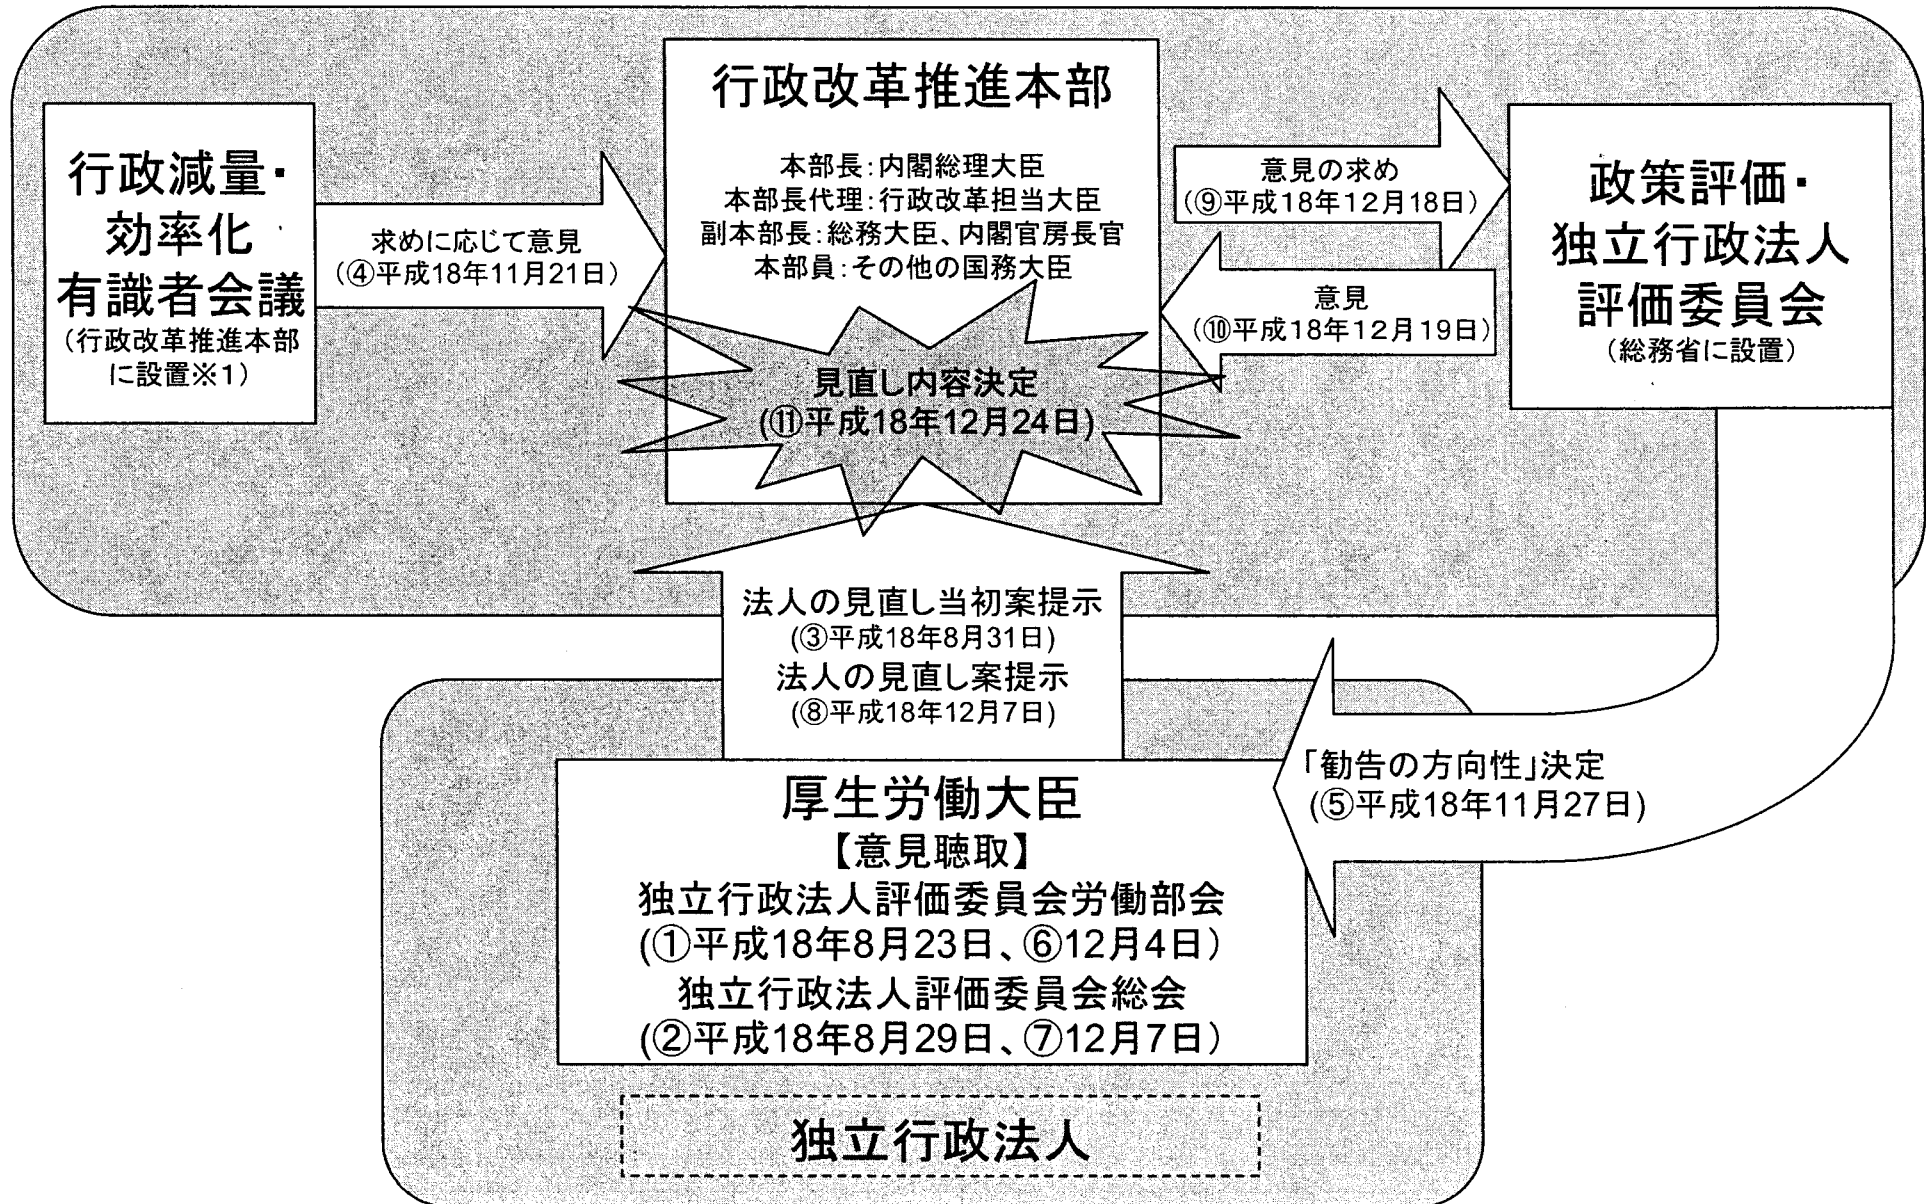 行政改革推進本部
本部長：内閣総理大臣
本部長代理：行政改革担当大臣
副本部長：総務大臣、内閣官房長官
本部員：その他の国務大臣
行政減量・
効率化
有識者会議
（行政改革推進本部
に設置※1）
求めに応じて意見
（④平成18年11月21日）
意見の求め
（⑨平成18年12月18日）
意見
（⑩平成18年12月19日）
政策評価・
独立行政法人
評価委員会
（総務省に設置）
見直し内容決定
(⑪平成18年12月24日)
法人の見直し当初案提示
(③平成18年8月31日)
法人の見直し案提示
(⑧平成18年12月7日)
「勧告の方向性」決定
(⑤平成18年11月27日)
厚生労働大臣
【意見聴取】
独立行政法人評価委員会労働部会
(①平成18年8月23日、⑥12月4日)
独立行政法人評価委員会総会
(②平成18年8月29日、⑦12月7日)
独立行政法人